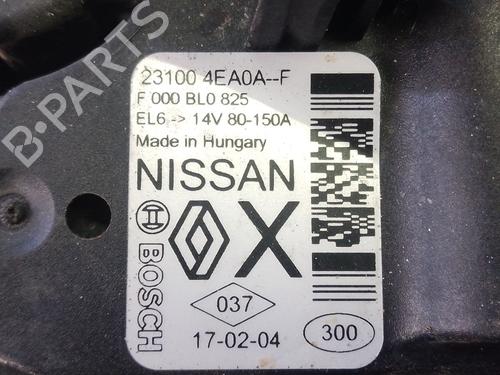 B-PARTS
23100 4EA0A--F
F 000 BL0 825
EL6 -> 14V 80-150A
Made in Hungary
NISSAN
BOSCH
X
037
17-02-04
300